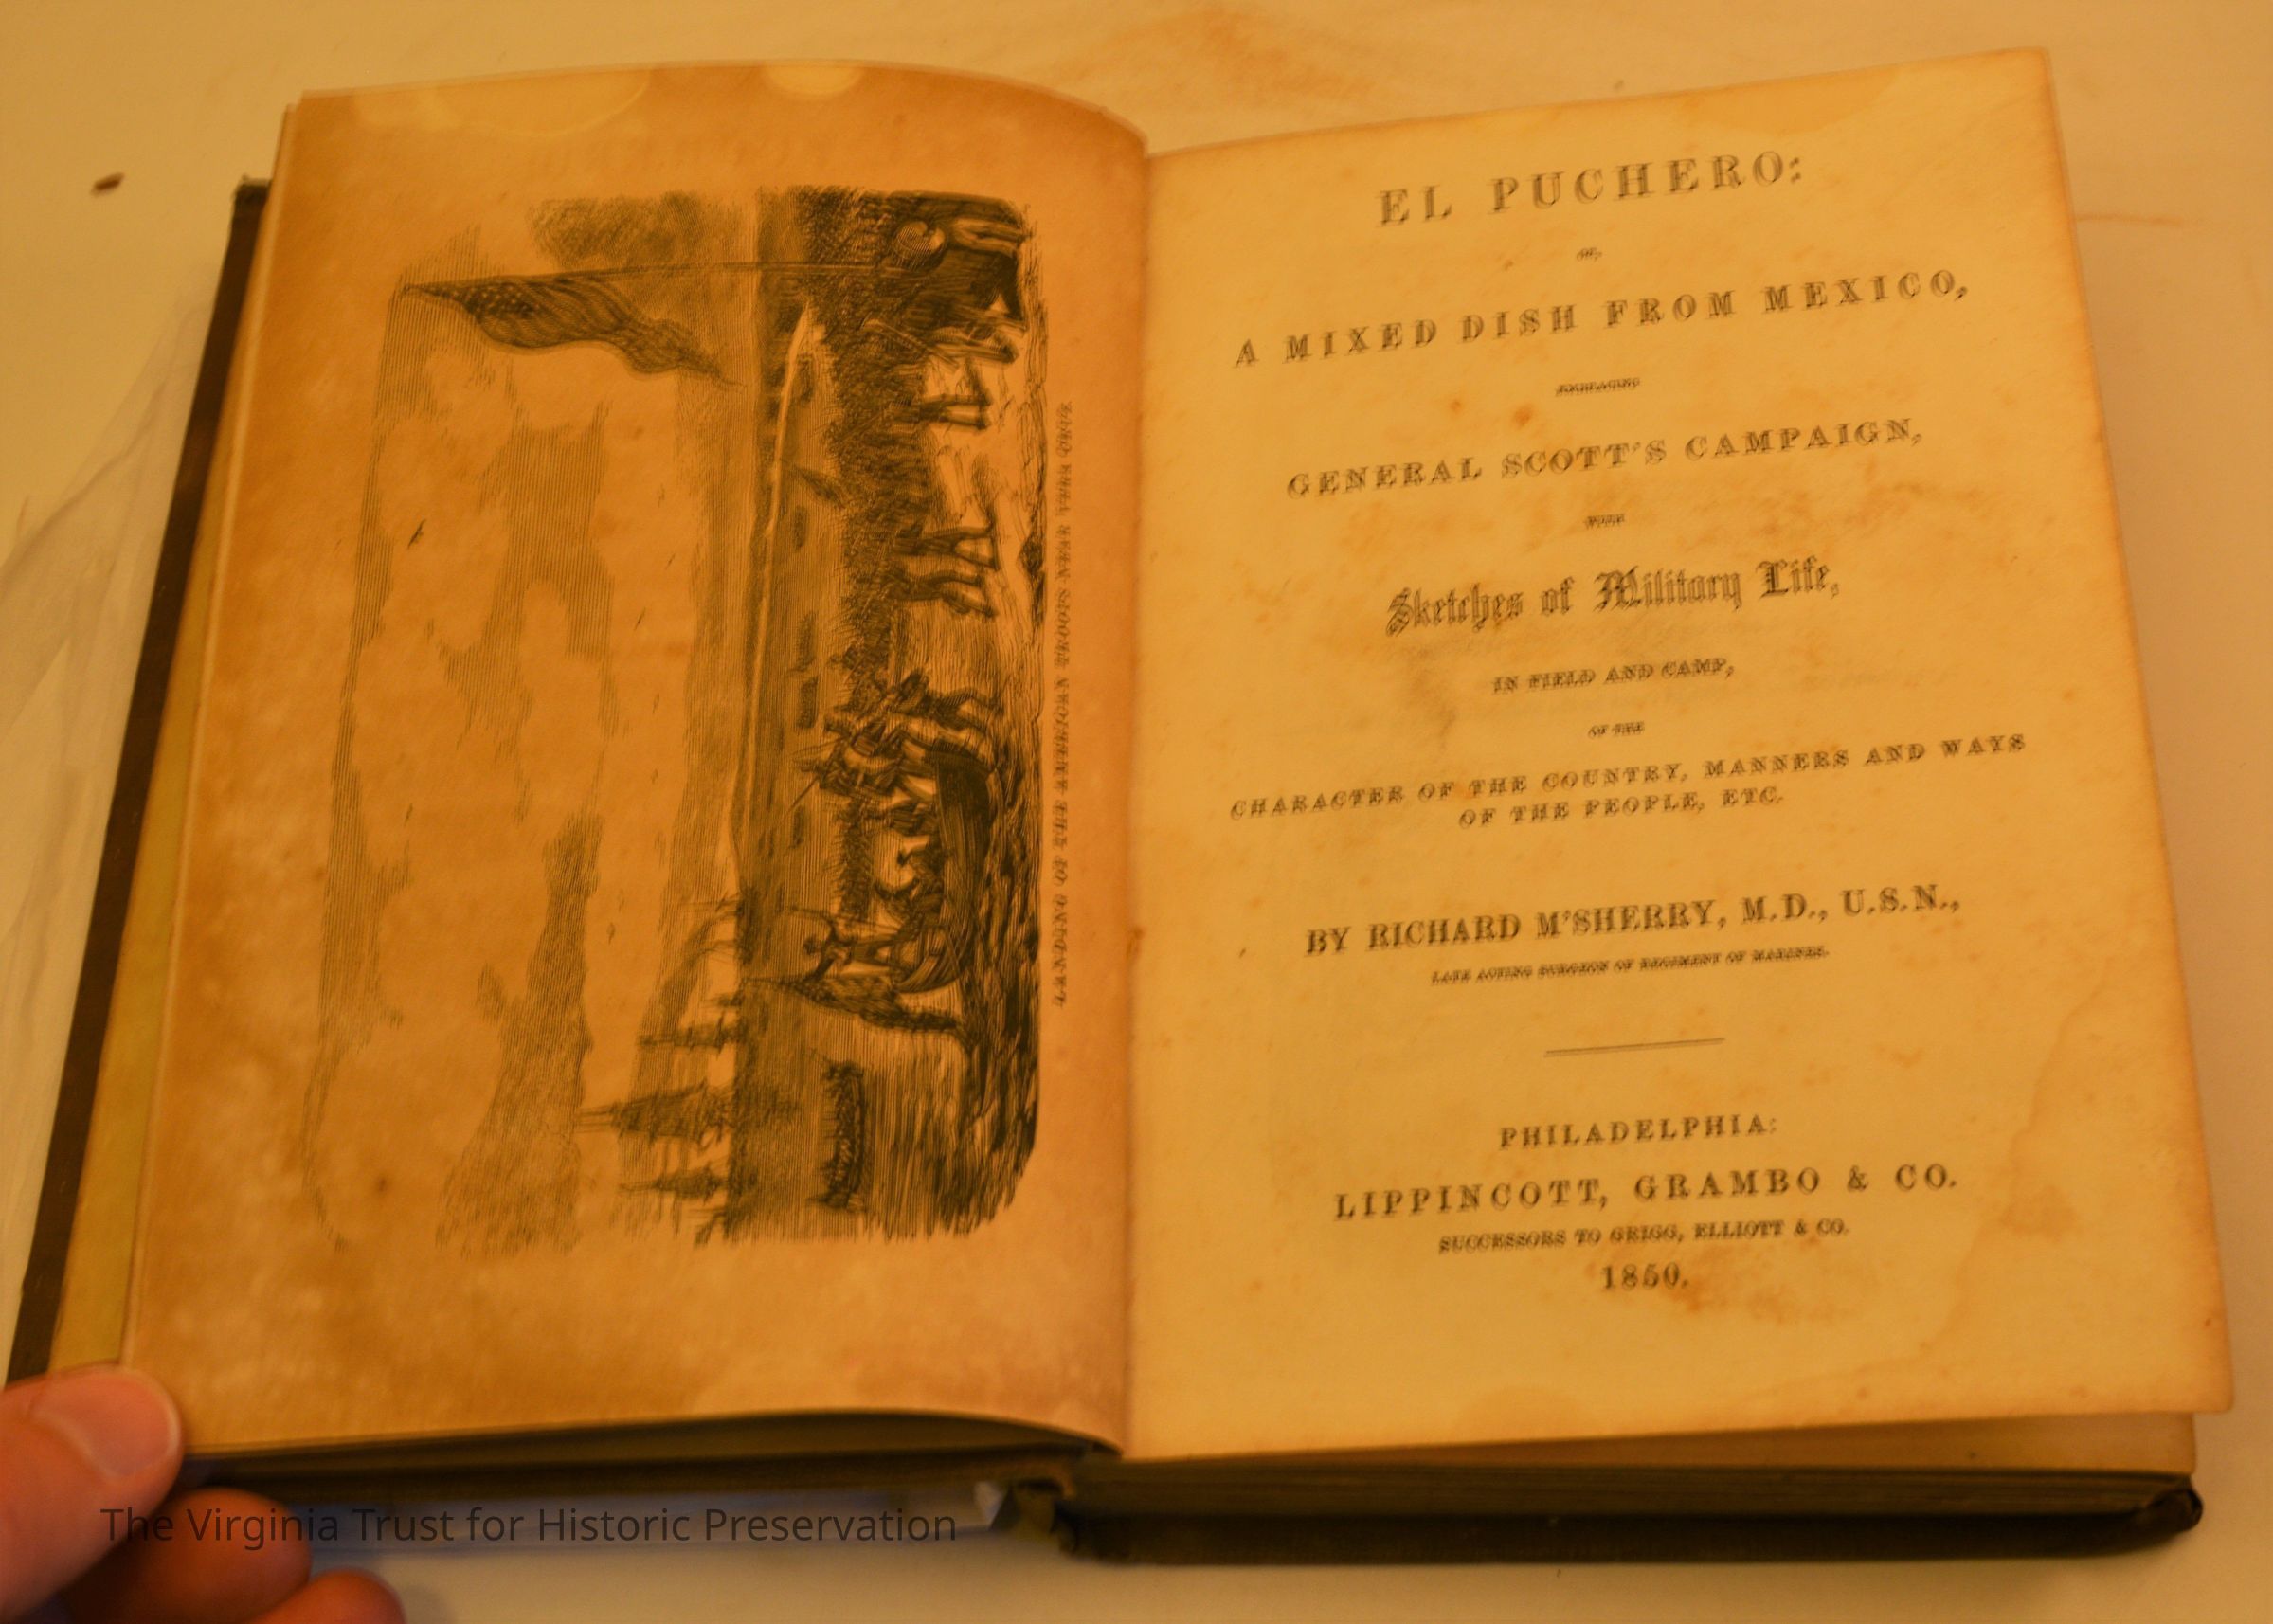 LANDING OF THE AMERICAN TROOPS NEAR VERA CRUZ
EL PUCHERO:
OR,
A MIXED DISH FROM MEXICO,
EMBRACING
GENERAL SCOTT'S CAMPAIGN,
WITH
Sketches of Military Life,
IN FIELD AND CAMP,
OF THE
CHARACTER OF THE COUNTRY, MANNERS AND WAYS
OF THE PEOPLE, ETC.
BY RICHARD M'SHERRY, M.D., U.S.N.,
LATE ACTING SURGEON OF REGIMENT OF MARINES.
PHILADELPHIA:
LIPPINCOTT, GRAMBO & CO.
SUCCESSORS TO GRIGG, ELLIOTT & CO.
1850.
The Virginia Trust for Historic Preservation